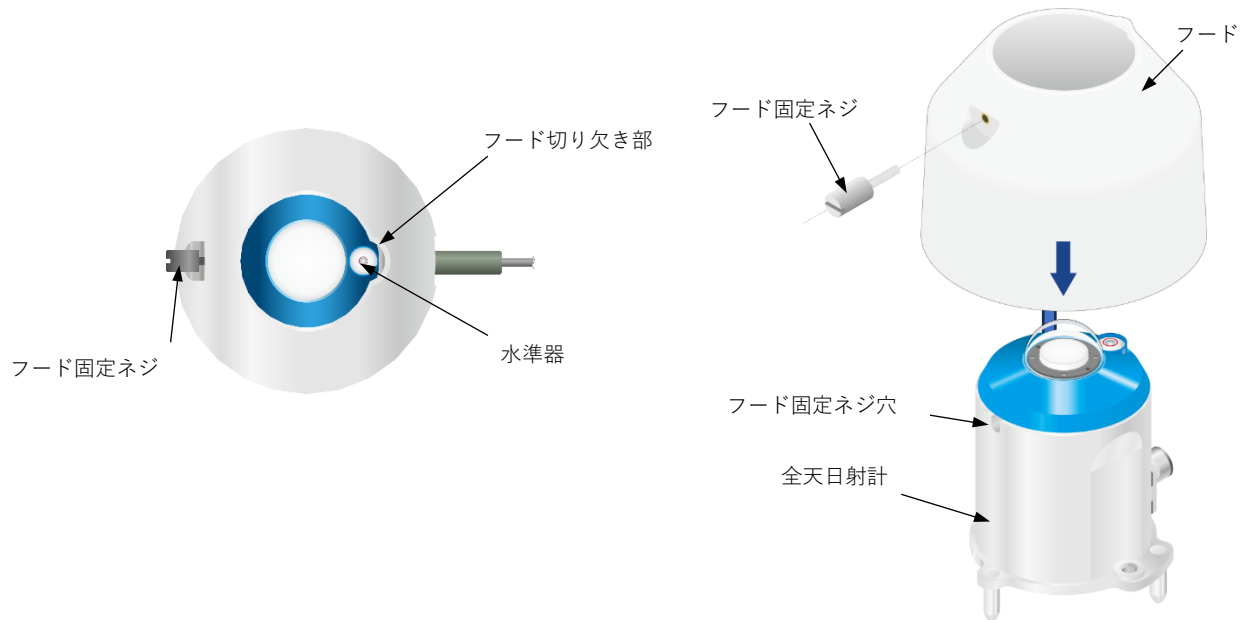 フード切り欠き部
水準器
フード固定ネジ
フード
フード固定ネジ
フード固定ネジ穴
全天日射計